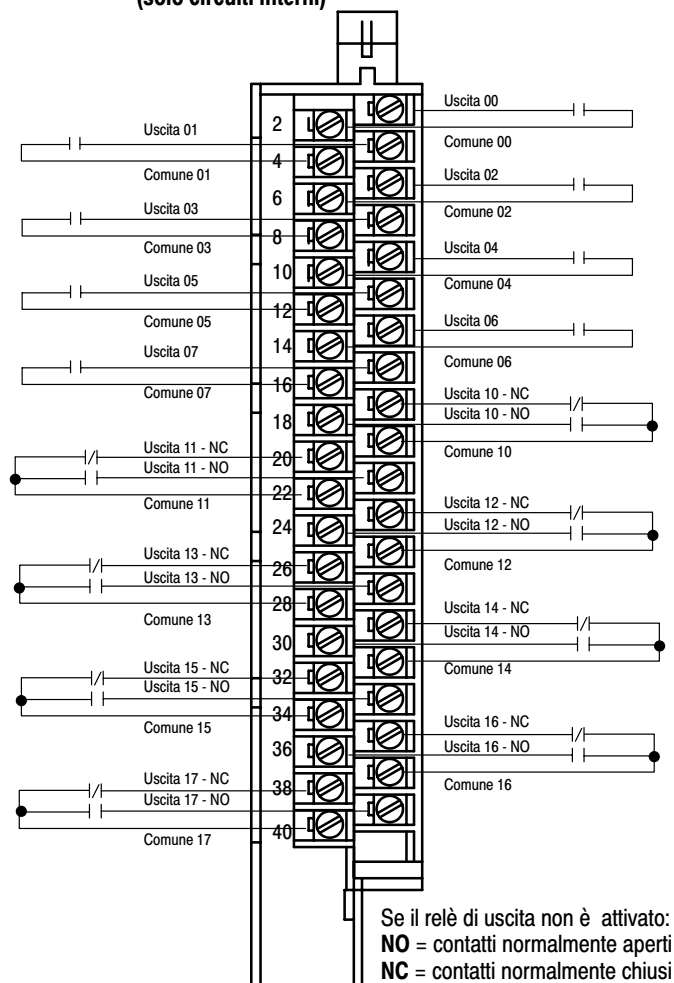 (solo circuiti interni)
Uscita 00
2
Uscita 01
Comune 00
4
Comune 01
Uscita 02
6
Uscita 03
Comune 02
8
Comune 03
Uscita 04
10
Uscita 05
Comune 04
12
Comune 05
Uscita 06
14
Uscita 07
Comune 06
16
Comune 07
Uscita 10 - NC
Uscita 10 - NO
18
Comune 10
Uscita 11 - NC
20
Uscita 11 - NO
22
Comune 11
Uscita 12 - NC
Uscita 12 - NO
24
Comune 12
Uscita 13 - NC
26
Uscita 13 - NO
28
Comune 13
Uscita 14 - NC
Uscita 14 - NO
30
Comune 14
Uscita 15 - NC
32
Uscita 15 - NO
34
Comune 15
Uscita 16 - NC
Uscita 16 - NO
36
Comune 16
Uscita 17 - NC
38
Uscita 17 - NO
40
Comune 17
Se il relè di uscita non è attivato:
NO = contatti normalmente aperti
NC = contatti normalmente chiusi